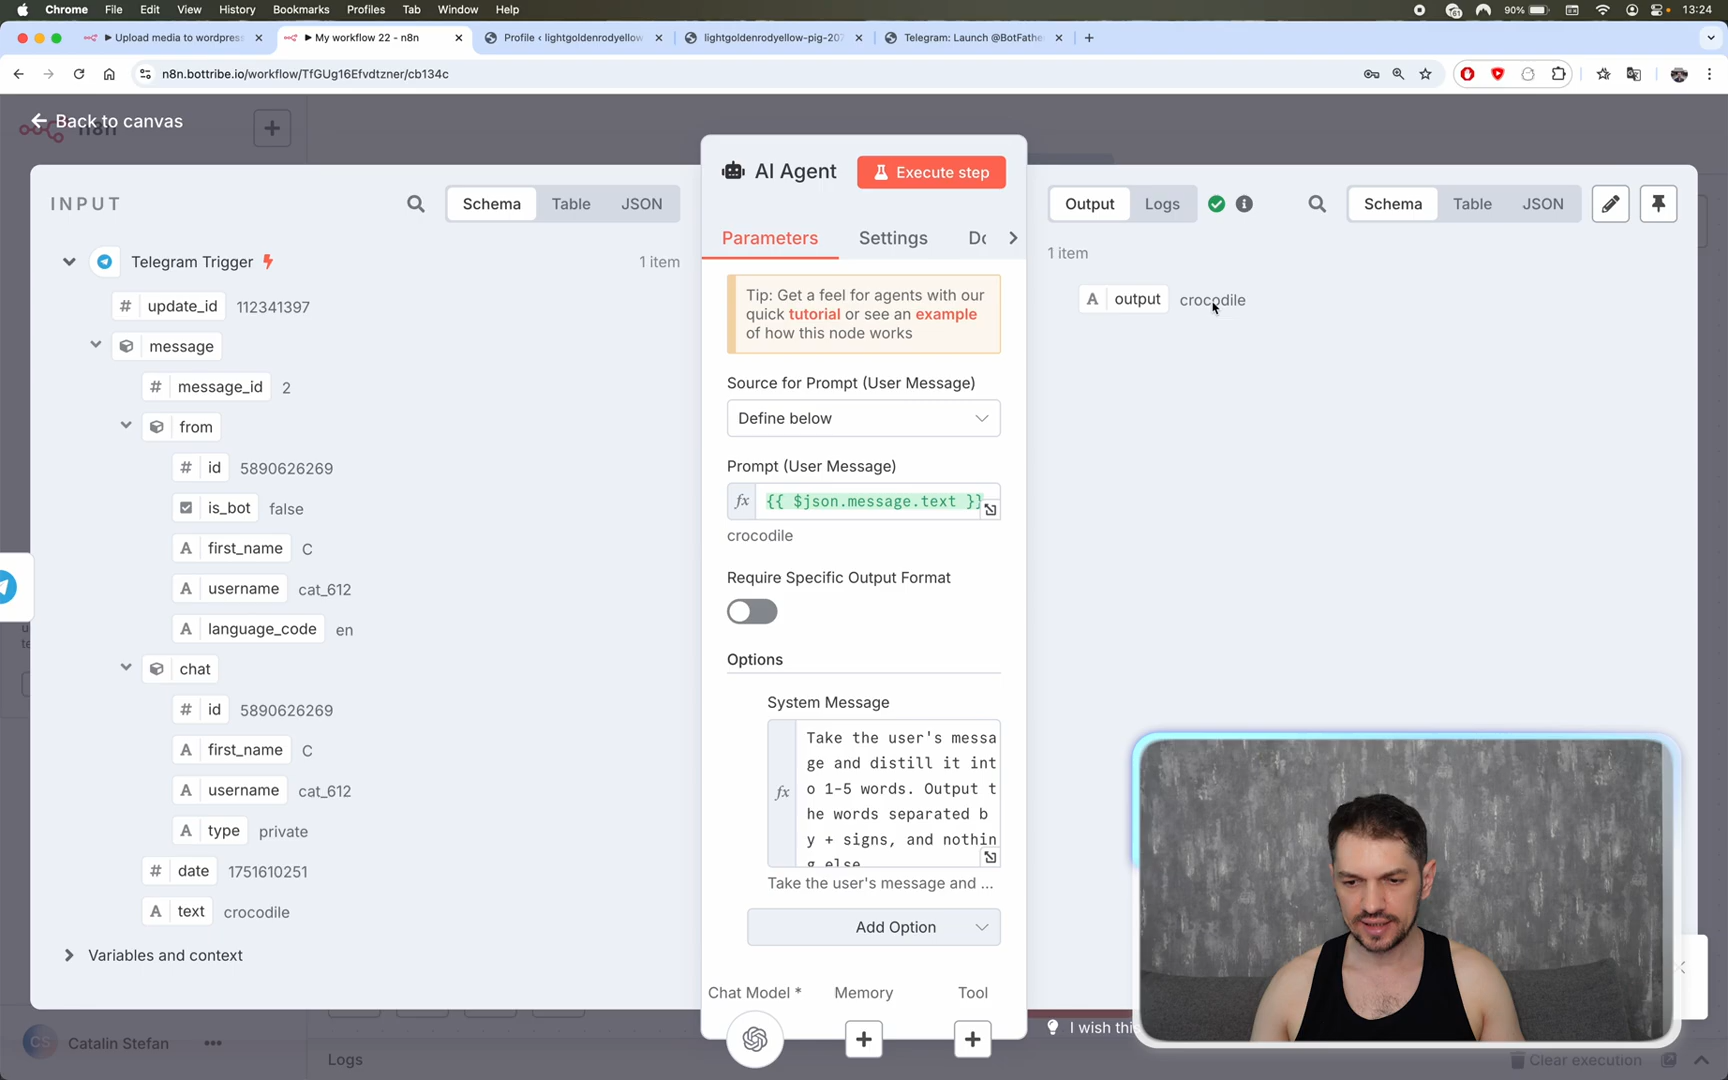 Chrome File Edit View History Bookmarks Profiles Tab Window Help 61 90% 13:24
Upload media to wordpress
My workflow 22 - n8n
Profile ‹ lightgoldenrodyellow
lightgoldenrodyellow-pig-207
Telegram: Launch @BotFathe
n8n.bottribe.io/workflow/TfGUg16Efvdtzner/cb134c
Back to canvas
n8n
INPUT
Schema Table JSON
Telegram Trigger
1 item
# update_id 112341397
message
# message_id 2
from
# id 5890626269
is_bot false
A first_name C
A username cat_612
A language_code en
chat
# id 5890626269
A first_name C
A username cat_612
A type private
# date 1751610251
A text crocodile
Variables and context
AI Agent
Execute step
Parameters Settings Do
Tip: Get a feel for agents with our
quick tutorial or see an example
of how this node works
Source for Prompt (User Message)
Define below
Prompt (User Message)
fx {{ $json.message.text }}
crocodile
Require Specific Output Format
Options
System Message
fx
Take the user's messa
ge and distill it int
o 1-5 words. Output t
he words separated b
y + signs, and nothin
g else
Take the user's message and ...
Add Option
Chat Model * Memory Tool
Output Logs
Schema Table JSON
1 item
A output crocodile
I wish this
CS Catalin Stefan
Logs
Clear execution